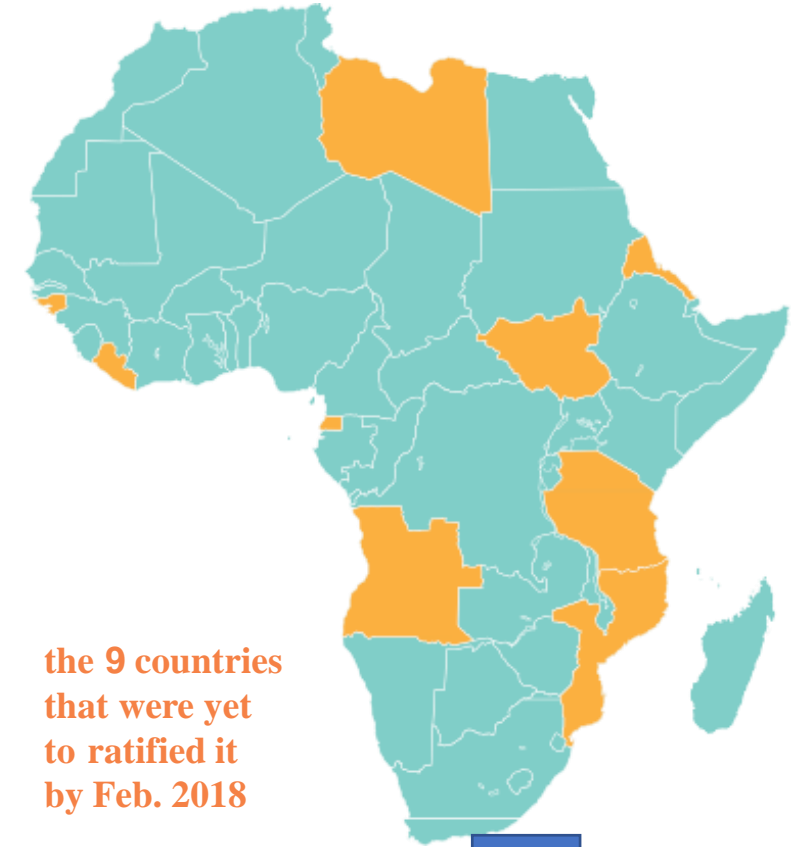 the 9 countries
that were yet
to ratified it
by Feb. 2018